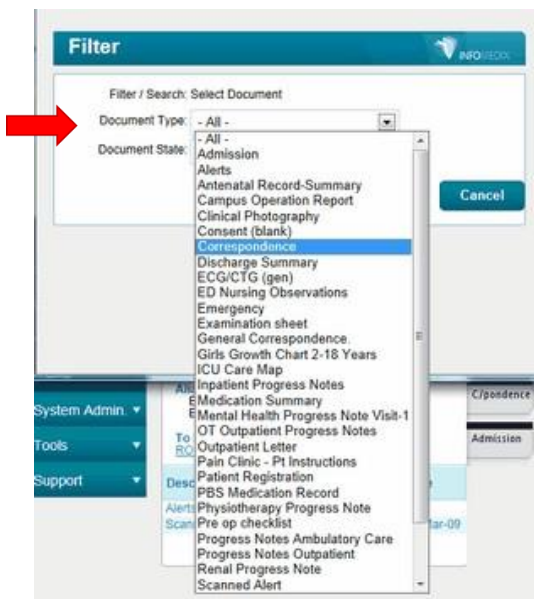 Filter
INFOMEDIX
Filter / Search: Select Document
Document Type: - All -
Document State:
- All -
Admission
Alerts
Antenatal Record-Summary
Campus Operation Report
Clinical Photography
Consent (blank)
Correspondence
Discharge Summary
ECG/CTG (gen)
ED Nursing Observations
Emergency
Examination sheet
General Correspondence.
Girls Growth Chart 2-18 Years
ICU Care Map
Inpatient Progress Notes
Medication Summary
Mental Health Progress Note Visit-1
OT Outpatient Progress Notes
Outpatient Letter
Pain Clinic - Pt Instructions
Patient Registration
PBS Medication Record
Physiotherapy Progress Note
Pre op checklist
Progress Notes Ambulatory Care
Progress Notes Outpatient
Renal Progress Note
Scanned Alert
Cancel
System Admin.
Tools
Support
To
C/pondence
Admission